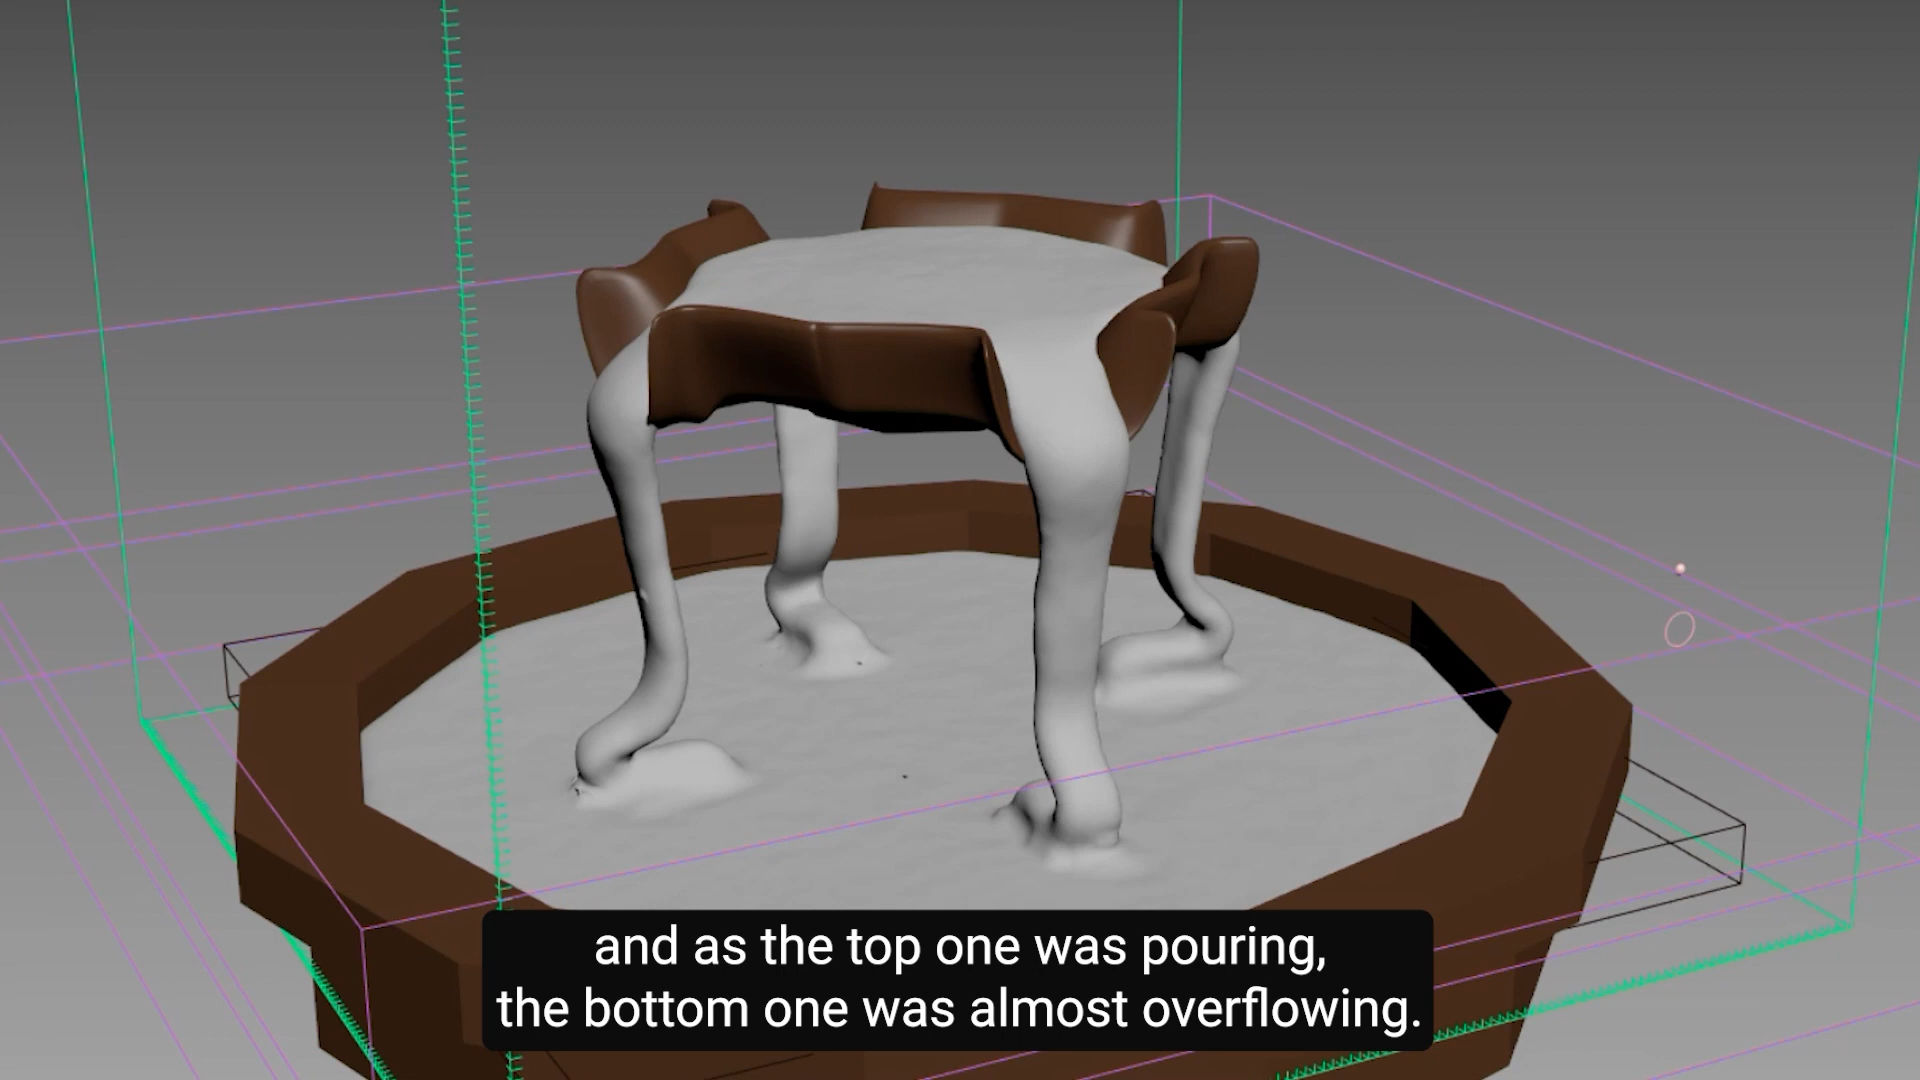 and as the top one was pouring,
the bottom one was almost overflowing.